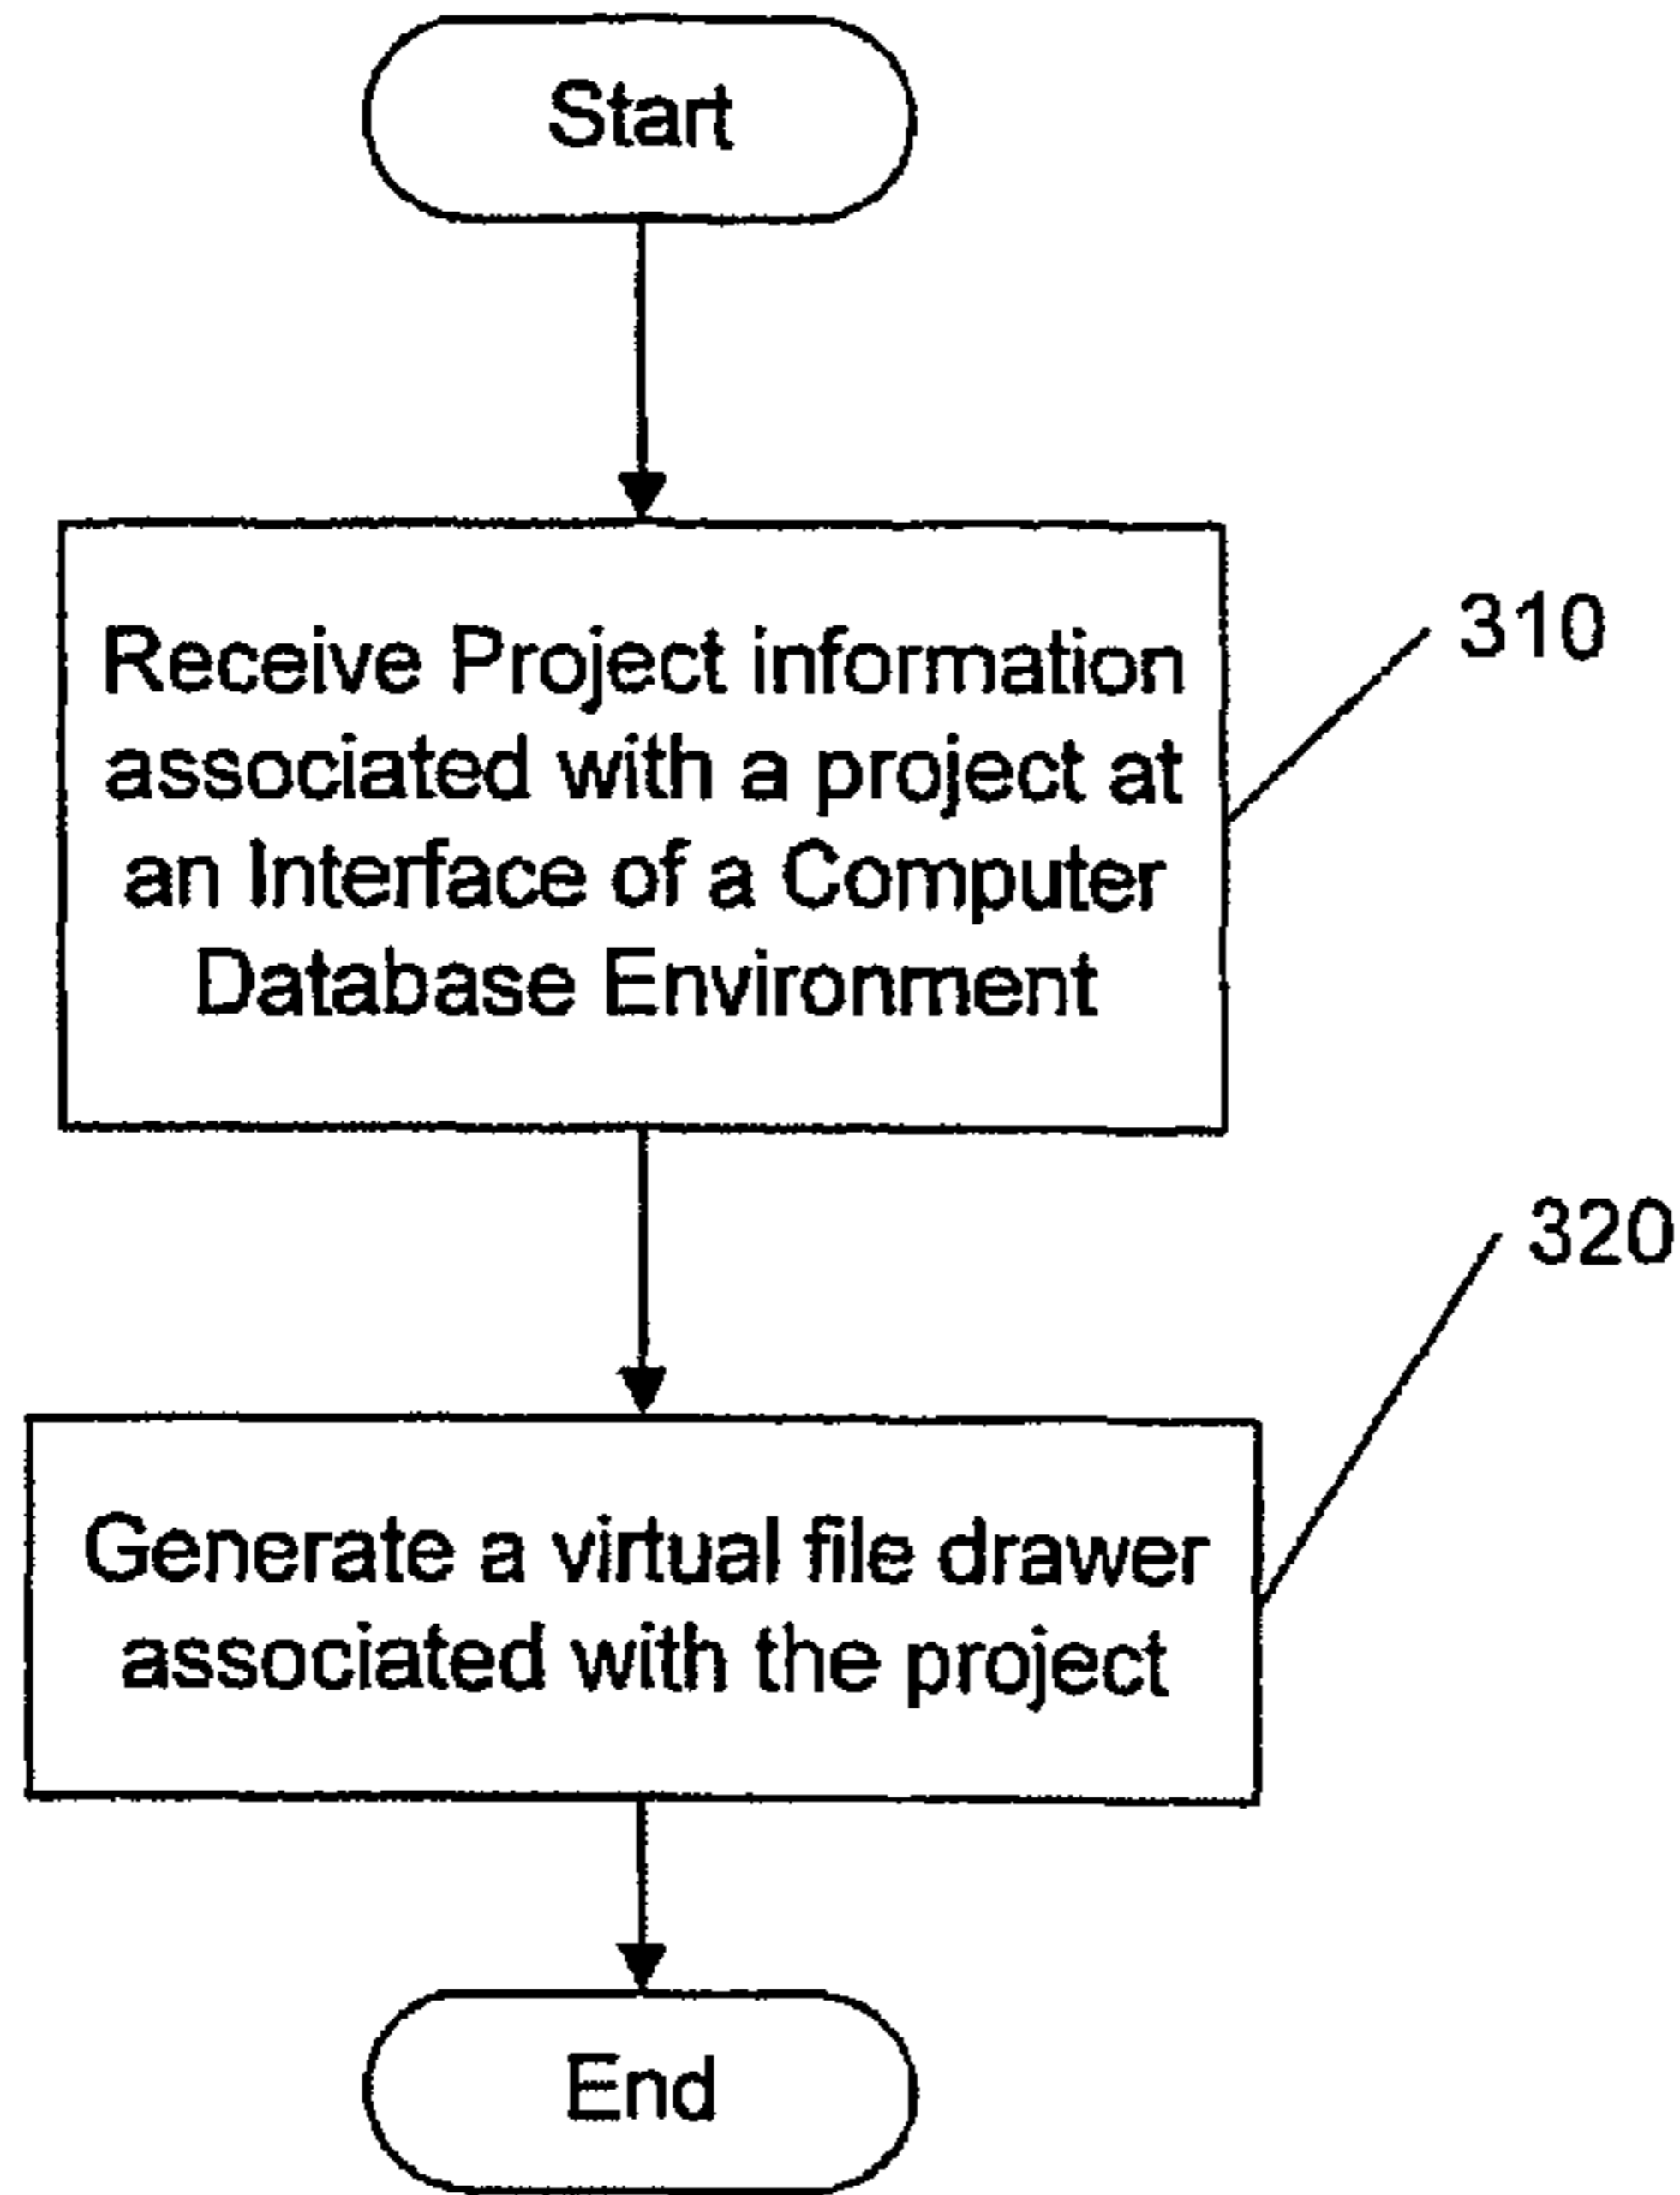 Start
Receive Project information
associated with a project at
an Interface of a Computer
Database Environment
310
Generate a virtual file drawer
associated with the project
320
End